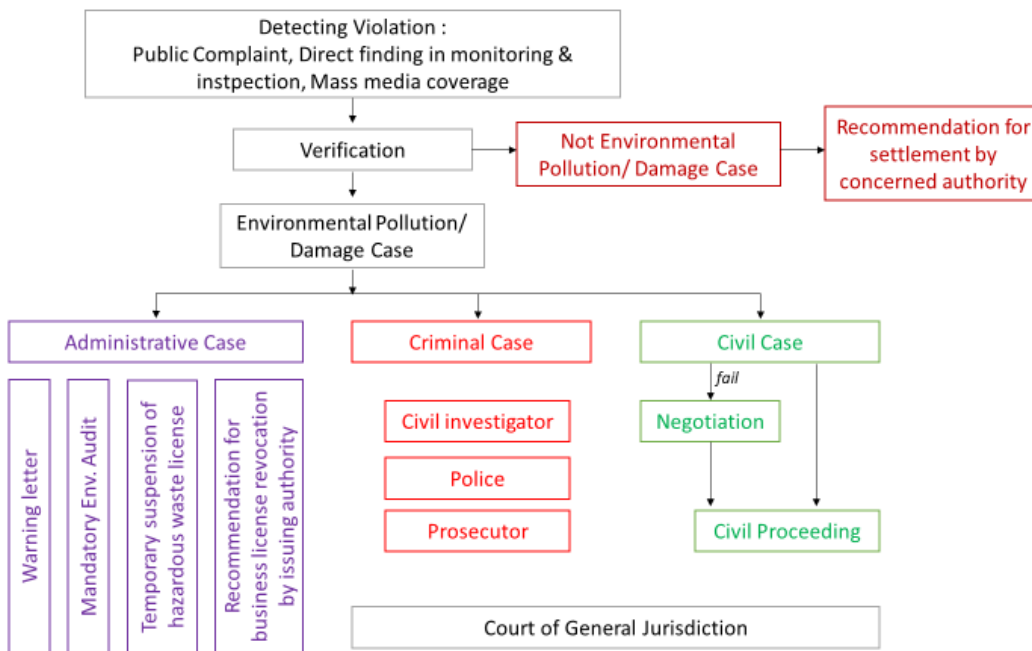 Detecting Violation :
Public Complaint, Direct finding in monitoring &
instpection, Mass media coverage
Verification
Not Environmental
Pollution/ Damage Case
Recommendation for
settlement by
concerned authority
Environmental Pollution/
Damage Case
Administrative Case
Criminal Case
Civil Case
Warning letter
Mandatory Env. Audit
Temporary suspension of
hazardous waste license
Recommendation for
business license revocation
by issuing authority
Civil investigator
Police
Prosecutor
fail
Negotiation
Civil Proceeding
Court of General Jurisdiction